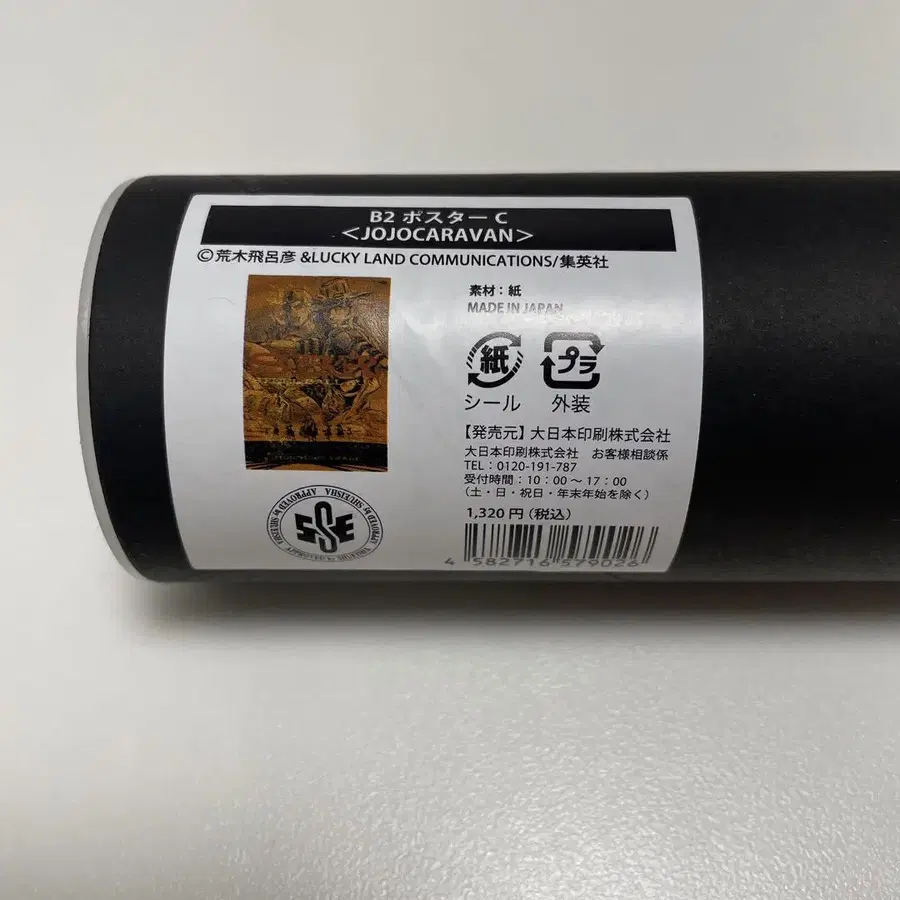 B2 ポスター C
＜JOJOCARAVAN＞
©荒木飛呂彦 &LUCKY LAND COMMUNICATIONS/集英社
素材：紙
MADE IN JAPAN
紙
プラ
シール
外装
【発売元】大日本印刷株式会社
大日本印刷株式会社 お客様相談係
TEL：0120-191-787
受付時間：10：00～17：00
（土・日・祝日・年末年始を除く）
1,320円（税込）
4 582716 579026
APPROVED by SHUEISHA
SSE